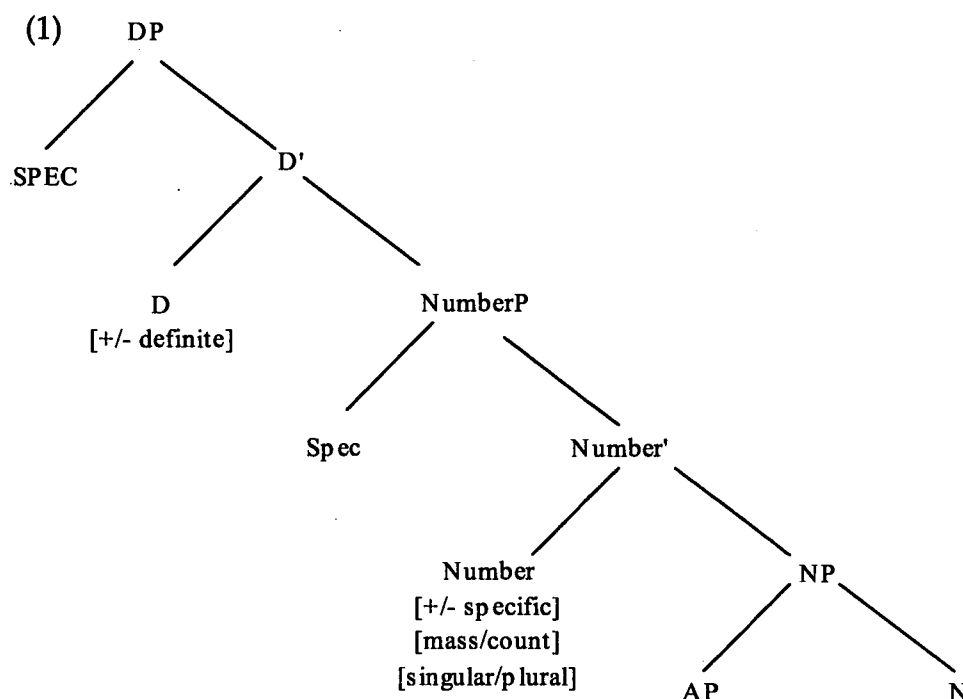 (1) DP
SPEC D'
D NumberP
[+/- definite]
Spec Number'
Number NP
[+/- specific]
[mass/count]
[singular/plural]
AP N